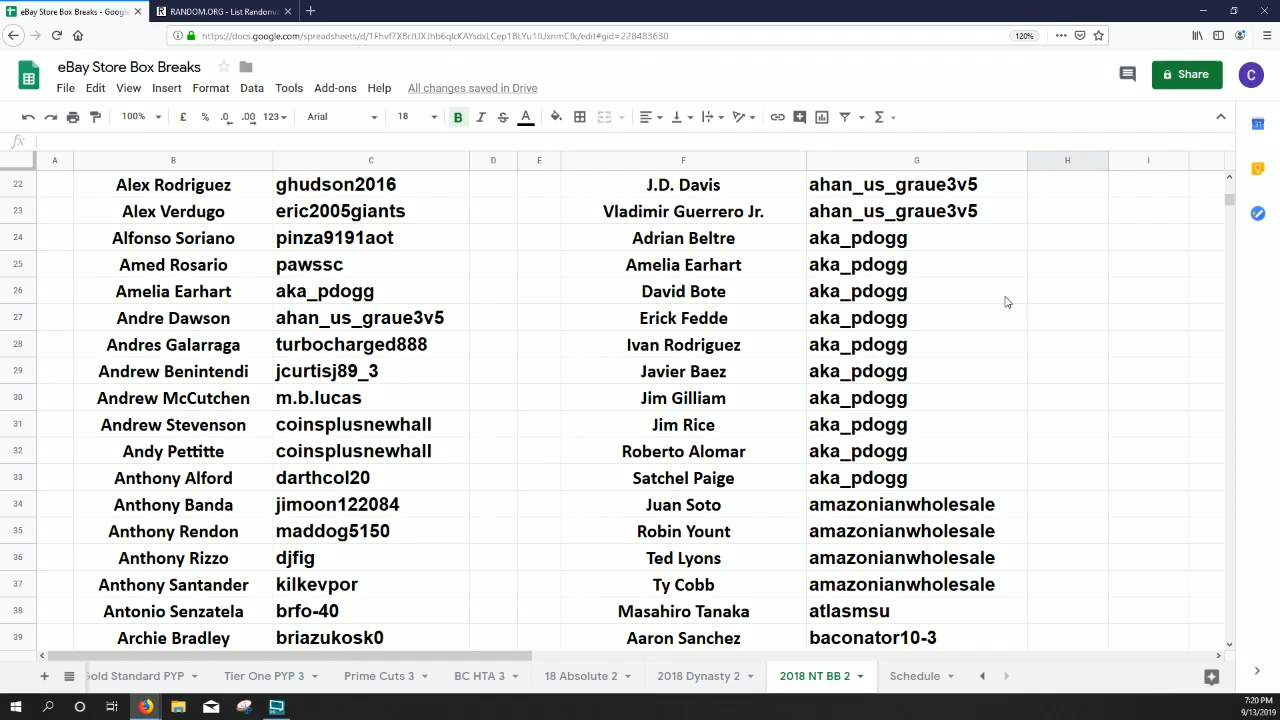 eBay Store Box Breaks - Google
RANDOM.ORG - List Randomi
120%
eBay Store Box Breaks
C
Share
File Edit View Insert Format Data Tools Add-ons Help All changes saved in Drive
100% £ % .0 .00 123 Arial 18 B I S A
fx
A B C D E F G H I
22 Alex Rodriguez ghudson2016 J.D. Davis ahan_us_graue3v5
23 Alex Verdugo eric2005giants Vladimir Guerrero Jr. ahan_us_graue3v5
24 Alfonso Soriano pinza9191aot Adrian Beltre aka_pdogg
25 Amed Rosario pawssc Amelia Earhart aka_pdogg
26 Amelia Earhart aka_pdogg David Bote aka_pdogg
27 Andre Dawson ahan_us_graue3v5 Erick Fedde aka_pdogg
28 Andres Galarraga turbocharged888 Ivan Rodriguez aka_pdogg
29 Andrew Benintendi jcurtisj89_3 Javier Baez aka_pdogg
30 Andrew McCutchen m.b.lucas Jim Gilliam aka_pdogg
31 Andrew Stevenson coinsplusnewhall Jim Rice aka_pdogg
32 Andy Pettitte coinsplusnewhall Roberto Alomar aka_pdogg
33 Anthony Alford darthcol20 Satchel Paige aka_pdogg
34 Anthony Banda jimoon122084 Juan Soto amazonianwholesale
35 Anthony Rendon maddog5150 Robin Yount amazonianwholesale
36 Anthony Rizzo djfig Ted Lyons amazonianwholesale
37 Anthony Santander kilkevpor Ty Cobb amazonianwholesale
38 Antonio Senzatela brfo-40 Masahiro Tanaka atlasmsu
39 Archie Bradley briazukosk0 Aaron Sanchez baconator10-3
Gold Standard PYP Tier One PYP 3 Prime Cuts 3 BC HTA 3 18 Absolute 2 2018 Dynasty 2 2018 NT BB 2 Schedule
7:20 PM
9/13/2019